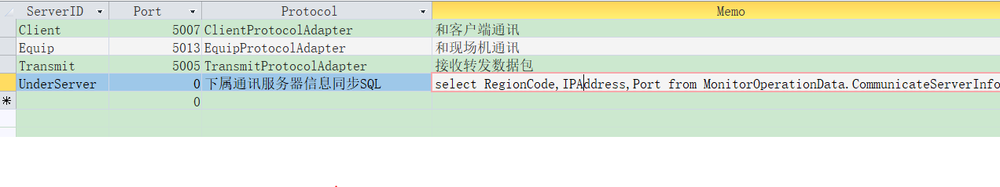 ServerID Port Protocol Memo
Client 5007 ClientProtocolAdapter 和客户端通讯
Equip 5013 EquipProtocolAdapter 和现场机通讯
Transmit 5005 TransmitProtocolAdapter 接收转发数据包
UnderServer 0 下属通讯服务器信息同步SQL select RegionCode,IPAddress,Port from MonitorOperationData.CommunicateServerInfo
* 0